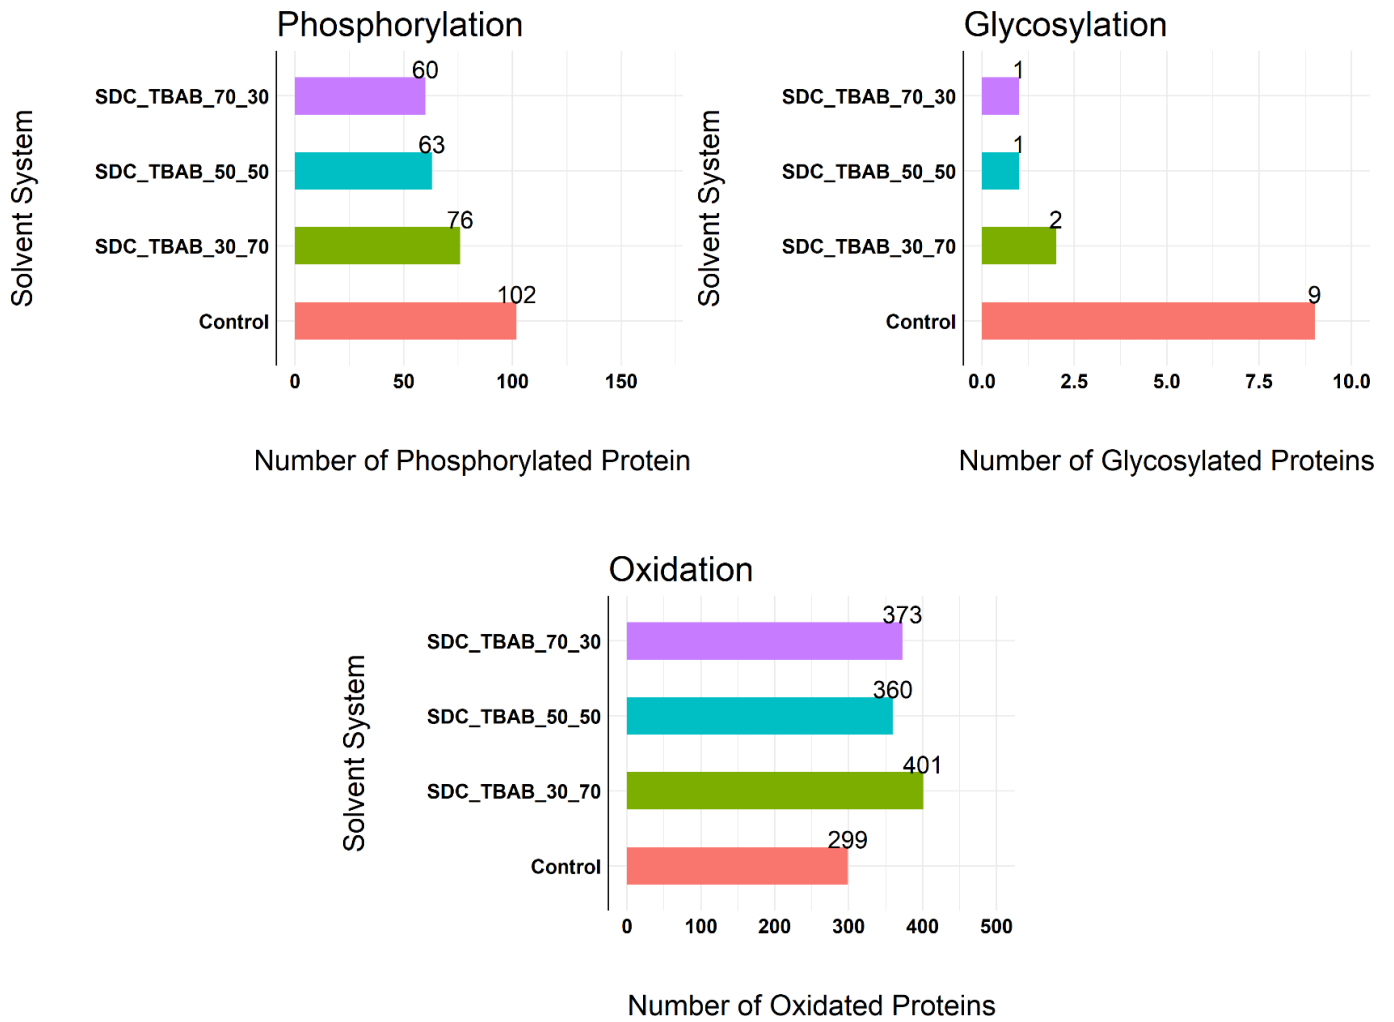 Phosphorylation
Solvent System
SDC_TBAB_70_30
60
SDC_TBAB_50_50
63
SDC_TBAB_30_70
76
Control
102
0 50 100 150
Number of Phosphorylated Protein
Glycosylation
Solvent System
SDC_TBAB_70_30
1
SDC_TBAB_50_50
1
SDC_TBAB_30_70
2
Control
9
0.0 2.5 5.0 7.5 10.0
Number of Glycosylated Proteins
Oxidation
Solvent System
SDC_TBAB_70_30
373
SDC_TBAB_50_50
360
SDC_TBAB_30_70
401
Control
299
0 100 200 300 400 500
Number of Oxidated Proteins